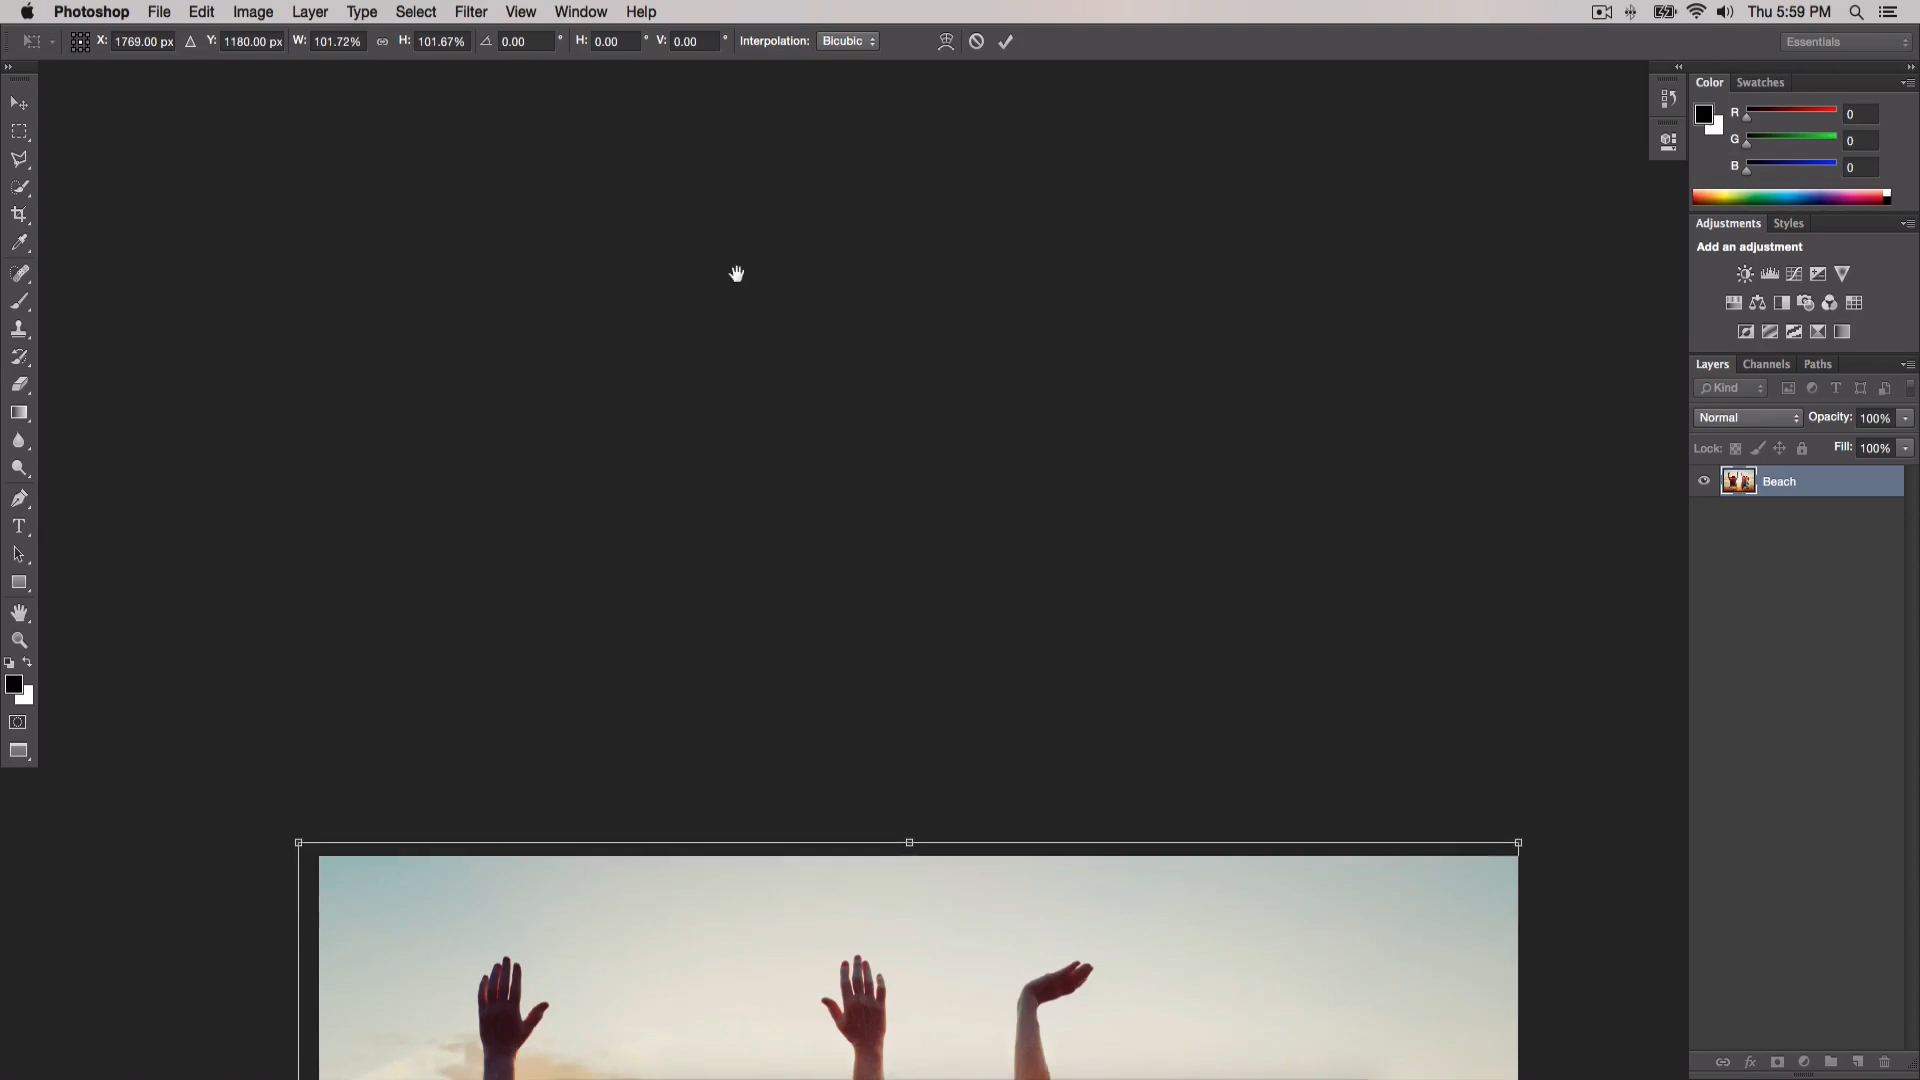 Photoshop File Edit Image Layer Type Select Filter View Window Help Thu 5:59 PM
X: 1769.00 px Y: 1180.00 px W: 101.72% H: 101.67% 0.00 ° H: 0.00 ° V: 0.00 ° Interpolation: Bicubic Essentials
Color Swatches
R 0
G 0
B 0
Adjustments Styles
Add an adjustment
Layers Channels Paths
Kind
Normal Opacity: 100%
Lock: Fill: 100%
Beach